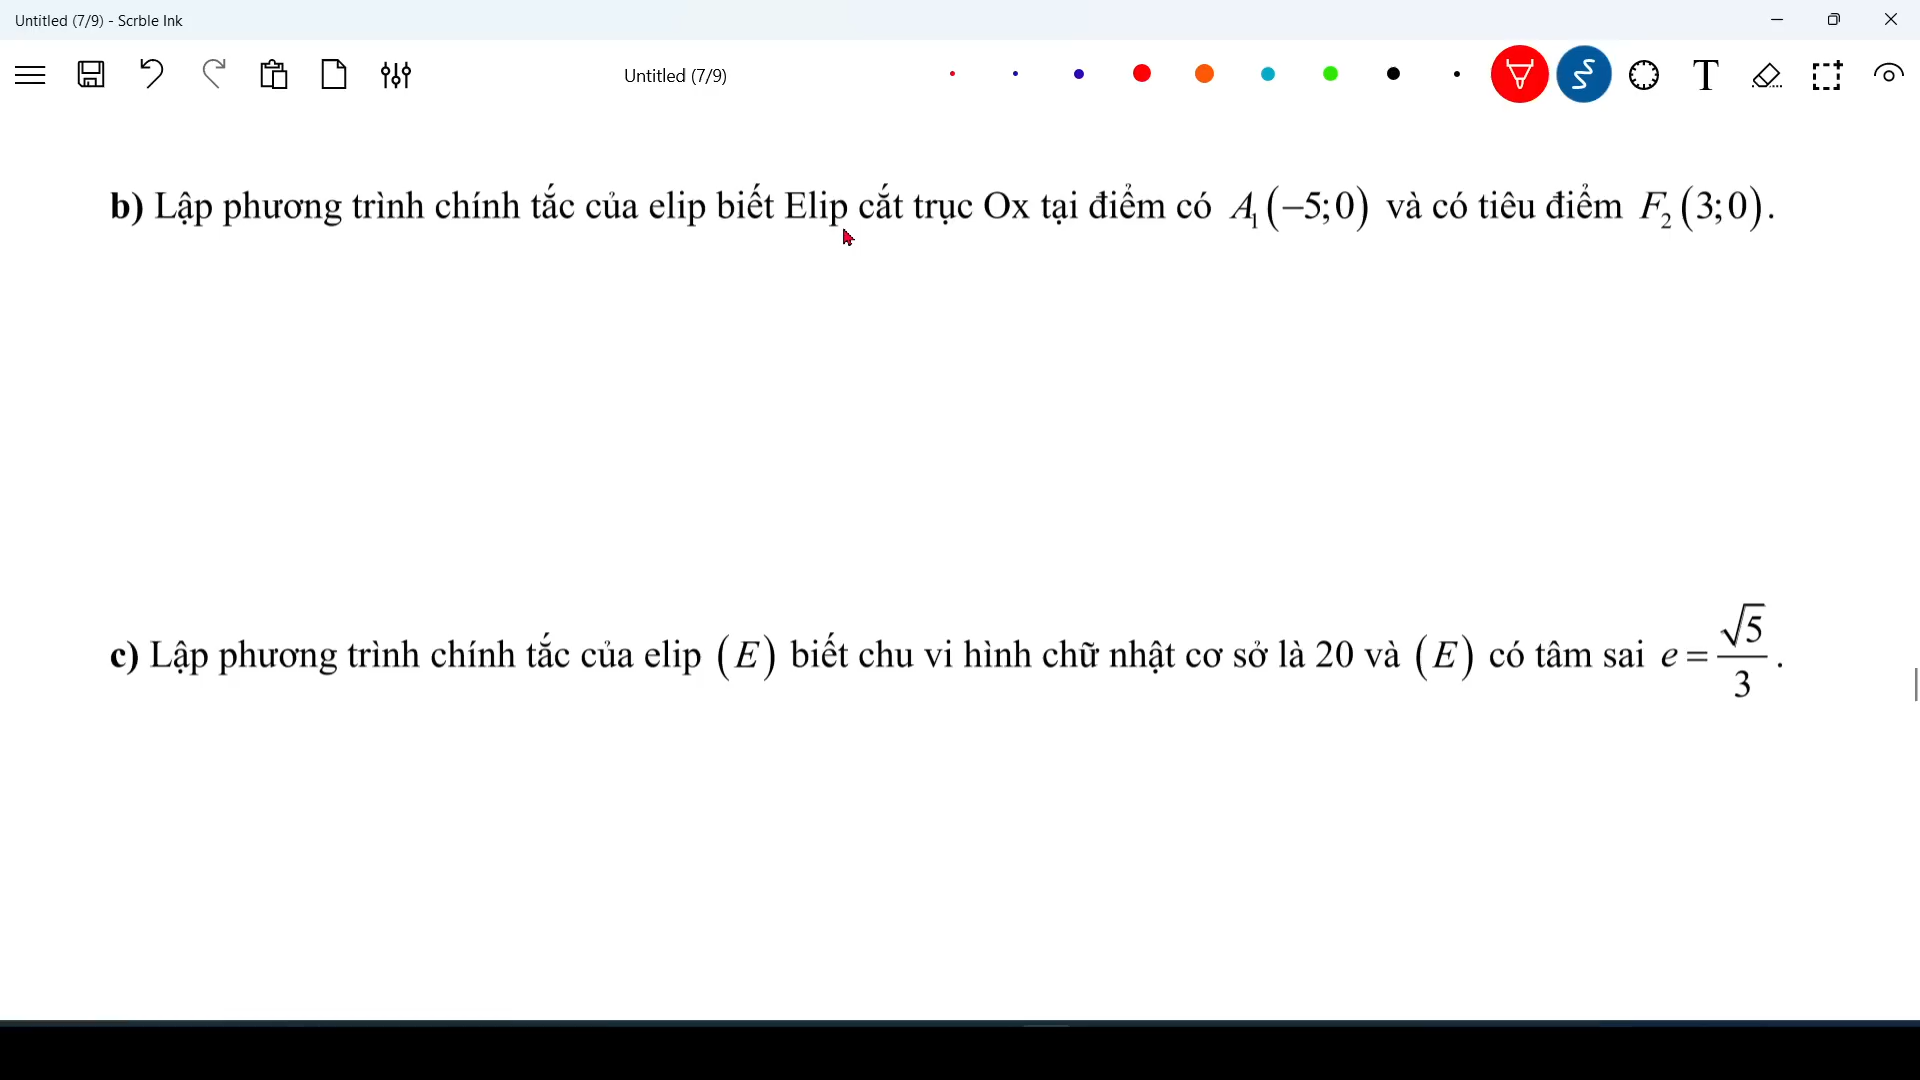 Untitled (7/9) - Scrble Ink
Untitled (7/9)
T
b) Lập phương trình chính tắc của elip biết Elip cắt trục Ox tại điểm có A₁(−5;0) và có tiêu điểm F₂(3;0).
c) Lập phương trình chính tắc của elip (E) biết chu vi hình chữ nhật cơ sở là 20 và (E) có tâm sai e = √5/3.